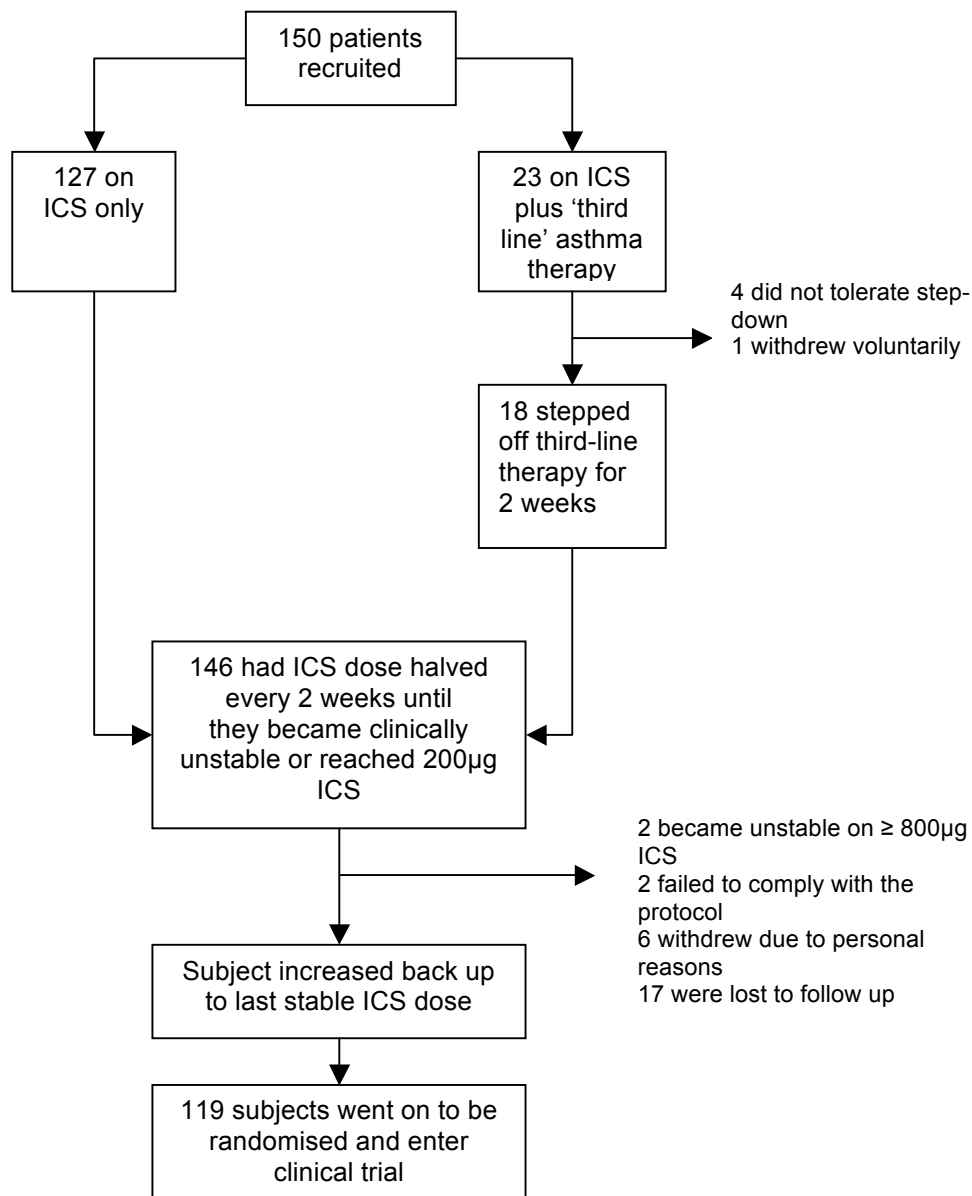 150 patients
recruited
127 on
ICS only
23 on ICS
plus ‘third
line’ asthma
therapy
4 did not tolerate step-
down
1 withdrew voluntarily
18 stepped
off third-line
therapy for
2 weeks
146 had ICS dose halved
every 2 weeks until
they became clinically
unstable or reached 200µg
ICS
2 became unstable on ≥ 800µg
ICS
2 failed to comply with the
protocol
6 withdrew due to personal
reasons
17 were lost to follow up
Subject increased back up
to last stable ICS dose
119 subjects went on to be
randomised and enter
clinical trial